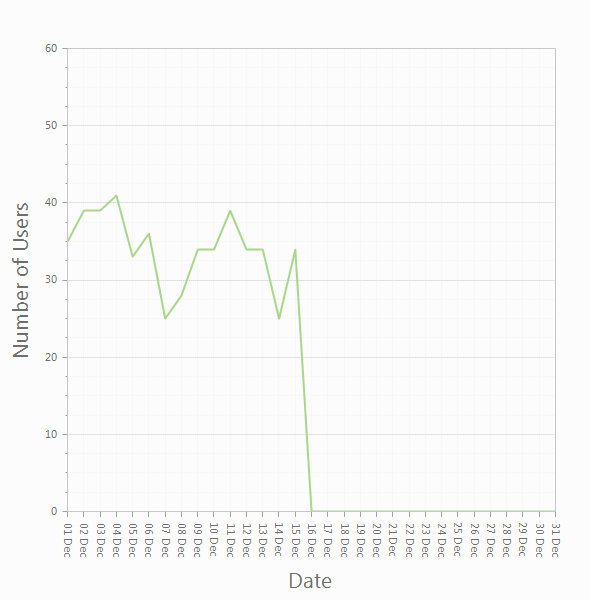 60
50
40
30
20
10
0
Number of Users
01 Dec
02 Dec
03 Dec
04 Dec
05 Dec
06 Dec
07 Dec
08 Dec
09 Dec
10 Dec
11 Dec
12 Dec
13 Dec
14 Dec
15 Dec
16 Dec
17 Dec
18 Dec
19 Dec
20 Dec
21 Dec
22 Dec
23 Dec
24 Dec
25 Dec
26 Dec
27 Dec
28 Dec
29 Dec
30 Dec
31 Dec
Date